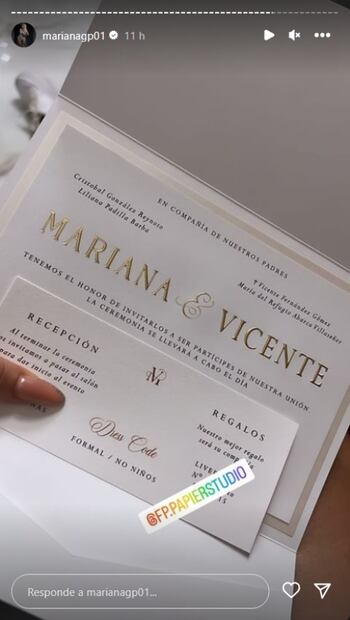 marianagp01 11 h
EN COMPAÑÍA DE NUESTROS PADRES
Cristobal González Reynoso
Liliana Padilla Barba
† Vicente Fernández Gómez
María del Refugio Abarca Villaseñor
MARIANA & VICENTE
TENEMOS EL HONOR DE INVITARLOS A SER PARTÍCIPES DE NUESTRA UNIÓN.
LA CEREMONIA SE LLEVARÁ A CABO EL DÍA
RECEPCIÓN
Al terminar la ceremonia
los invitamos a pasar al salón
para dar inicio al evento
Dress Code
FORMAL / NO NIÑOS
REGALOS
Nuestro mejor regalo
será su compañía
@FP.PAPIERSTUDIO
Responde a marianagp01...